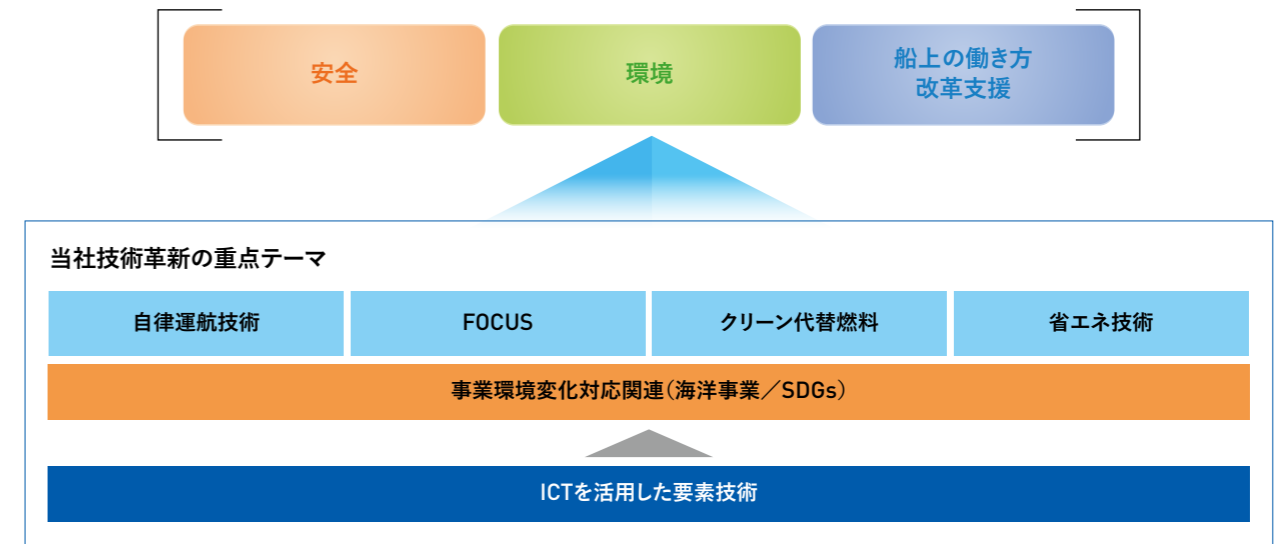 安全
環境
船上の働き方
改革支援
当社技術革新の重点テーマ
自律運航技術
FOCUS
クリーン代替燃料
省エネ技術
事業環境変化対応関連（海洋事業／SDGs）
ICTを活用した要素技術